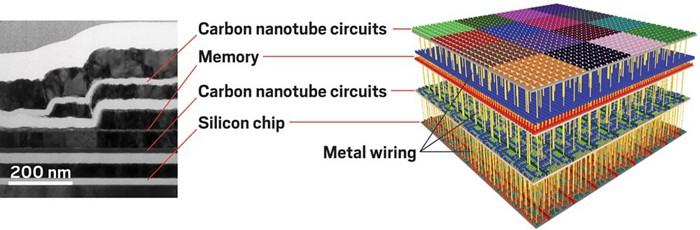 Carbon nanotube circuits
Memory
Carbon nanotube circuits
Silicon chip
Metal wiring
200 nm